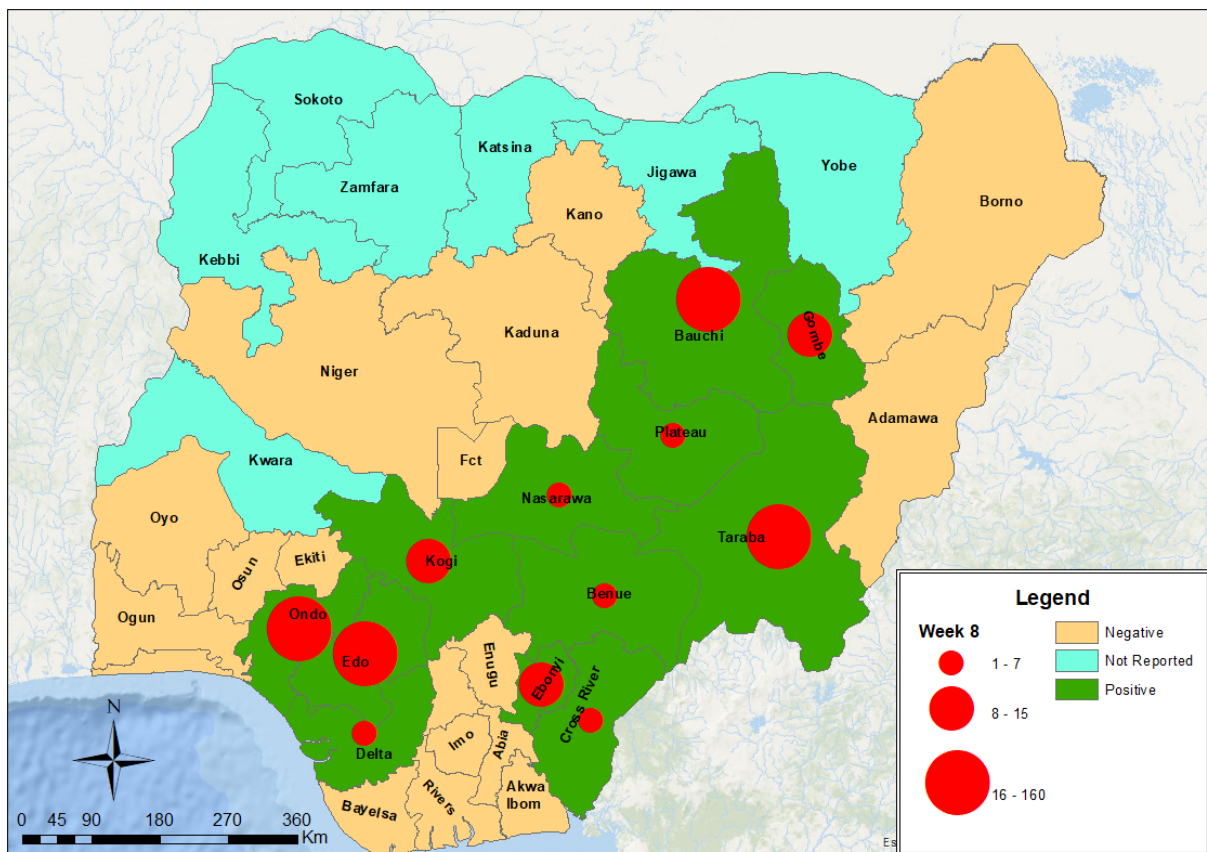 Sokoto
Katsina
Zamfara
Jigawa
Yobe
Kano
Borno
Kebbi
Gombe
Bauchi
Kaduna
Niger
Adamawa
Plateau
Fct
Kwara
Nasarawa
Oyo
Taraba
Ekiti
Osun
Kogi
Benue
Ondo
Ogun
Edo
Enugu
Ebonyi
Cross River
Imo
Abia
Delta
Akwa
Ibom
Rivers
Bayelsa
N
0 45 90 180 270 360
Km
Es
Legend
Week 8
1 - 7
8 - 15
16 - 160
Negative
Not Reported
Positive